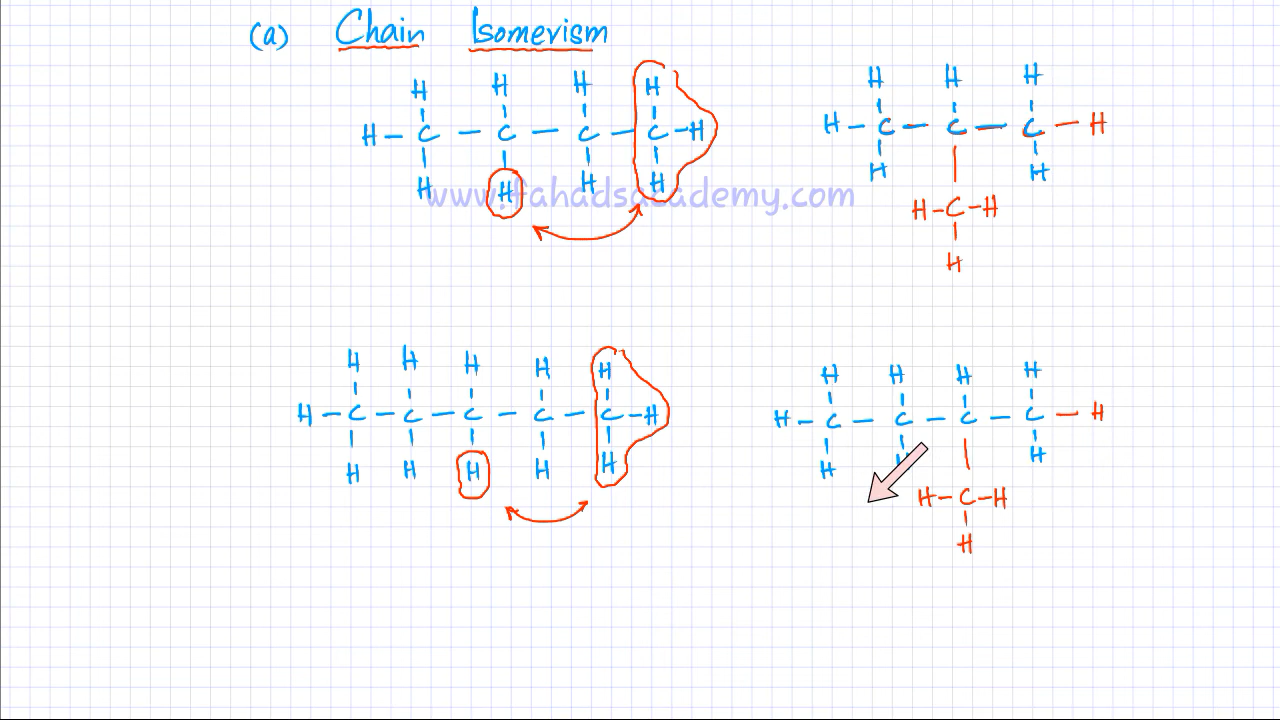 (a) Chain Isomerism
H H H H
H – C – C – C – C – H
H H H H
www.fahadsacademy.com
H H H
H – C – C – C – H
H H
H – C – H
H
H H H H H
H – C – C – C – C – C – H
H H H H H
H H H H
H – C – C – C – C – H
H H
H – C – H
H